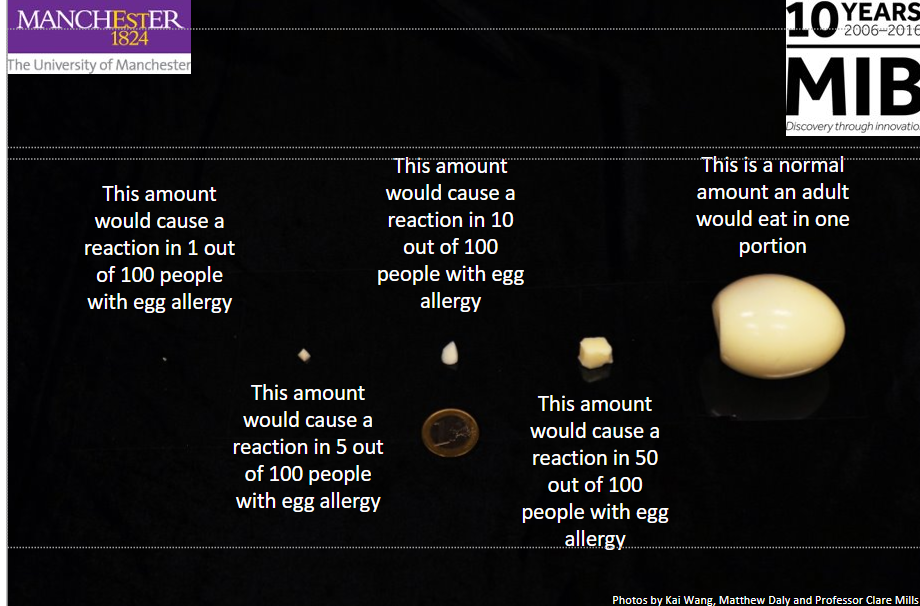 MANCHESTER
1824
The University of Manchester
10 YEARS
2006–2016
MIB
Discovery through innovatio
This amount
would cause a
reaction in 1 out
of 100 people
with egg allergy
This amount
would cause a
reaction in 5 out
of 100 people
with egg allergy
This amount
would cause a
reaction in 10
out of 100
people with egg
allergy
This amount
would cause a
reaction in 50
out of 100
people with egg
allergy
This is a normal
amount an adult
would eat in one
portion
1
Photos by Kai Wang, Matthew Daly and Professor Clare Mills